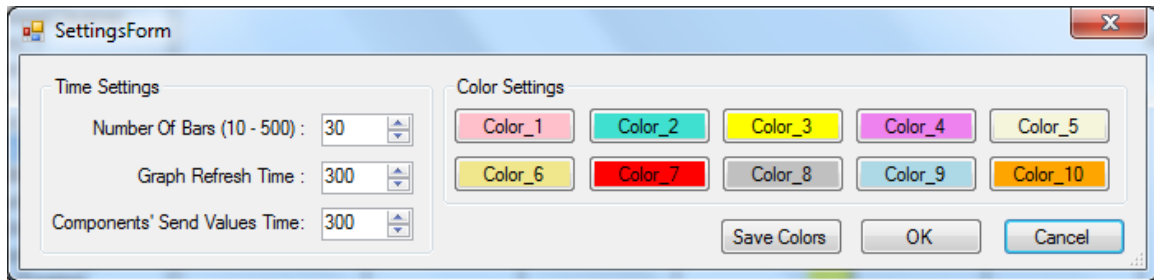 SettingsForm
Time Settings
Number Of Bars (10 - 500) : 30
Graph Refresh Time : 300
Components' Send Values Time: 300
Color Settings
Color_1 Color_2 Color_3 Color_4 Color_5
Color_6 Color_7 Color_8 Color_9 Color_10
Save Colors OK Cancel